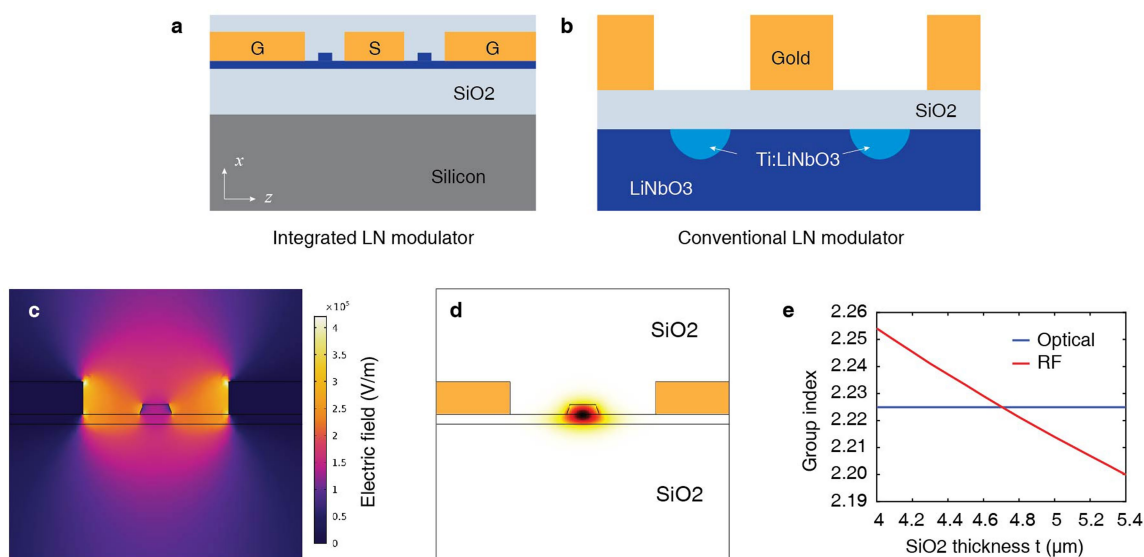 a
G
S
G
SiO2
Silicon
x
z
Integrated LN modulator
b
Gold
SiO2
Ti:LiNbO3
LiNbO3
Conventional LN modulator
c
×10⁵
4
3.5
3
2.5
2
1.5
1
0.5
0
Electric field (V/m)
d
SiO2
SiO2
e
2.26
2.25
2.24
2.23
2.22
2.21
2.20
2.19
Group index
Optical
RF
4 4.2 4.4 4.6 4.8 5 5.2 5.4
SiO2 thickness t (μm)